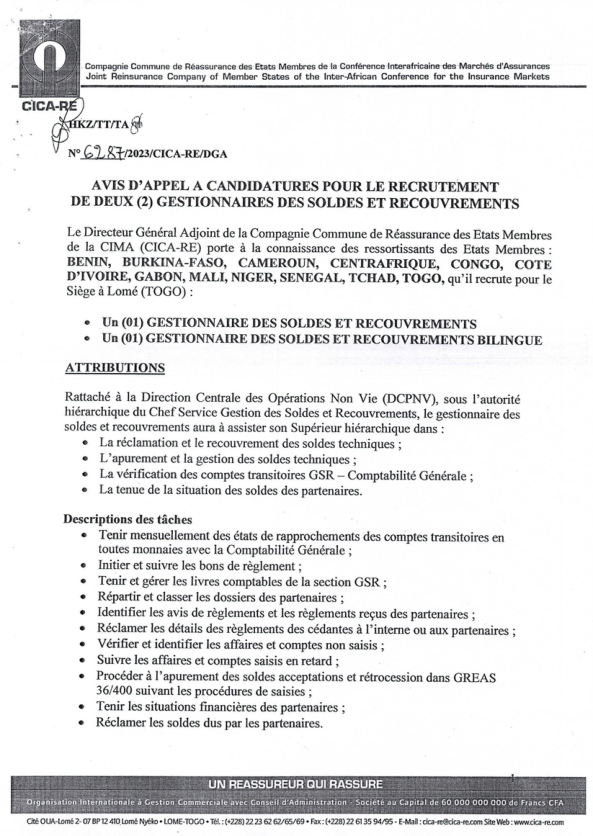 Compagnie Commune de Réassurance des Etats Membres de la Conférence Interafricaine des Marchés d'Assurances
Joint Reinsurance Company of Member States of the Inter-African Conference for the Insurance Markets
CICA-RE
HKZ/TT/TA
N° 6287/2023/CICA-RE/DGA
AVIS D'APPEL A CANDIDATURES POUR LE RECRUTEMENT
DE DEUX (2) GESTIONNAIRES DES SOLDES ET RECOUVREMENTS
Le Directeur Général Adjoint de la Compagnie Commune de Réassurance des Etats Membres
de la CIMA (CICA-RE) porte à la connaissance des ressortissants des Etats Membres :
BENIN, BURKINA-FASO, CAMEROUN, CENTRAFRIQUE, CONGO, COTE
D'IVOIRE, GABON, MALI, NIGER, SENEGAL, TCHAD, TOGO, qu'il recrute pour le
Siège à Lomé (TOGO) :
• Un (01) GESTIONNAIRE DES SOLDES ET RECOUVREMENTS
• Un (01) GESTIONNAIRE DES SOLDES ET RECOUVREMENTS BILINGUE
ATTRIBUTIONS
Rattaché à la Direction Centrale des Opérations Non Vie (DCPNV), sous l'autorité
hiérarchique du Chef Service Gestion des Soldes et Recouvrements, le gestionnaire des
soldes et recouvrements aura à assister son Supérieur hiérarchique dans :
• La réclamation et le recouvrement des soldes techniques ;
• L'apurement et la gestion des soldes techniques ;
• La vérification des comptes transitoires GSR – Comptabilité Générale ;
• La tenue de la situation des soldes des partenaires.
Descriptions des tâches
• Tenir mensuellement des états de rapprochements des comptes transitoires en
toutes monnaies avec la Comptabilité Générale ;
• Initier et suivre les bons de règlement ;
• Tenir et gérer les livres comptables de la section GSR ;
• Répartir et classer les dossiers des partenaires ;
• Identifier les avis de règlements et les règlements reçus des partenaires ;
• Réclamer les détails des règlements des cédantes à l'interne ou aux partenaires ;
• Vérifier et identifier les affaires et comptes non saisis ;
• Suivre les affaires et comptes saisis en retard ;
• Procéder à l'apurement des soldes acceptations et rétrocession dans GREAS
36/400 suivant les procédures de saisies ;
• Tenir les situations financières des partenaires ;
• Réclamer les soldes dus par les partenaires.
UN REASSUREUR QUI RASSURE
Organisation Internationale à Gestion Commerciale avec Conseil d'Administration - Société au Capital de 60 000 000 000 de Francs CFA
Cité OUA-Lomé 2- 07 BP 12 410 Lomé Nyéko • LOME-TOGO • Tél. : (+228) 22 23 62 62/65/69 • Fax : (+228) 22 61 35 94/95 - E-Mail : cica-re@cica-re.com Site Web : www.cica-re.com